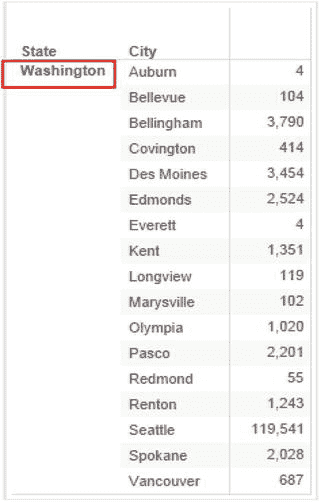 State City
Washington Auburn 4
Bellevue 104
Bellingham 3,790
Covington 414
Des Moines 3,454
Edmonds 2,524
Everett 4
Kent 1,351
Longview 119
Marysville 102
Olympia 1,020
Pasco 2,201
Redmond 55
Renton 1,243
Seattle 119,541
Spokane 2,028
Vancouver 687